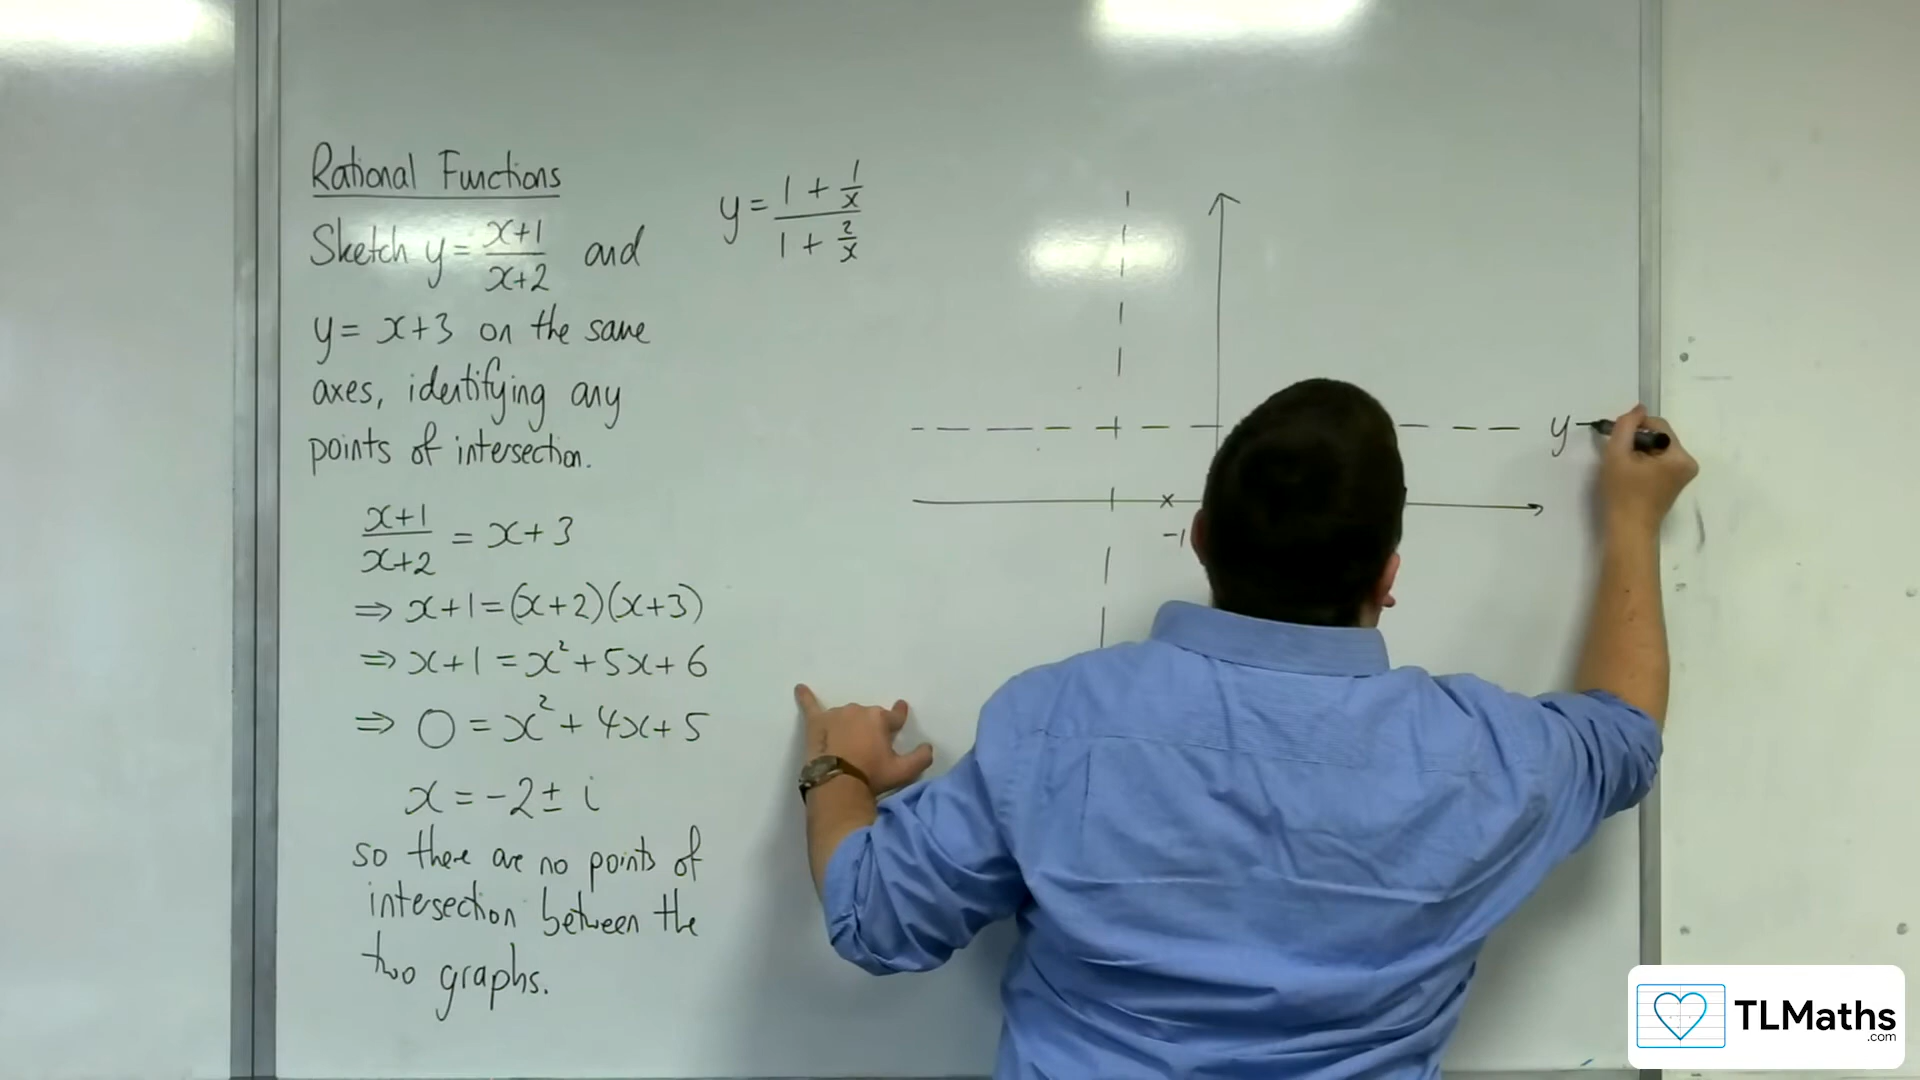 Rational Functions
Sketch y = x+1/x+2 and
y = x+3 on the same
axes, identifying any
points of intersection.
x+1/x+2 = x+3
⇒ x+1=(x+2)(x+3)
⇒ x+1 = x²+5x+6
⇒ 0 = x² + 4x+5
x = -2 ± i
so there are no points of
intersection between the
two graphs.
y = 1 + 1/x / 1 + 2/x
y
-1
TLMaths
.com